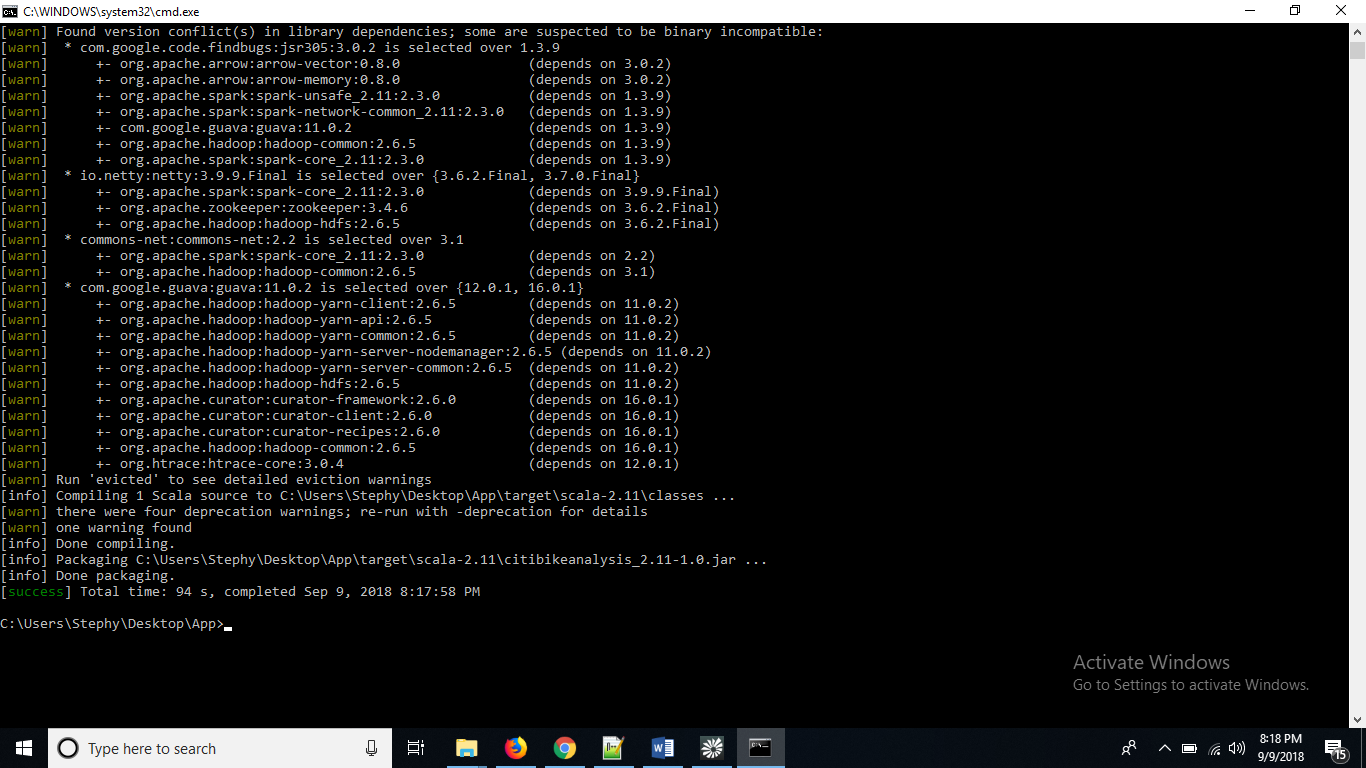 C:\WINDOWS\system32\cmd.exe
[warn] Found version conflict(s) in library dependencies; some are suspected to be binary incompatible:
[warn]  * com.google.code.findbugs:jsr305:3.0.2 is selected over 1.3.9
[warn]      +- org.apache.arrow:arrow-vector:0.8.0                (depends on 3.0.2)
[warn]      +- org.apache.arrow:arrow-memory:0.8.0                (depends on 3.0.2)
[warn]      +- org.apache.spark:spark-unsafe_2.11:2.3.0           (depends on 1.3.9)
[warn]      +- org.apache.spark:spark-network-common_2.11:2.3.0   (depends on 1.3.9)
[warn]      +- com.google.guava:guava:11.0.2                      (depends on 1.3.9)
[warn]      +- org.apache.hadoop:hadoop-common:2.6.5              (depends on 1.3.9)
[warn]      +- org.apache.spark:spark-core_2.11:2.3.0             (depends on 1.3.9)
[warn]  * io.netty:netty:3.9.9.Final is selected over {3.6.2.Final, 3.7.0.Final}
[warn]      +- org.apache.spark:spark-core_2.11:2.3.0             (depends on 3.9.9.Final)
[warn]      +- org.apache.zookeeper:zookeeper:3.4.6               (depends on 3.6.2.Final)
[warn]      +- org.apache.hadoop:hadoop-hdfs:2.6.5                (depends on 3.6.2.Final)
[warn]  * commons-net:commons-net:2.2 is selected over 3.1
[warn]      +- org.apache.spark:spark-core_2.11:2.3.0             (depends on 2.2)
[warn]      +- org.apache.hadoop:hadoop-common:2.6.5              (depends on 3.1)
[warn]  * com.google.guava:guava:11.0.2 is selected over {12.0.1, 16.0.1}
[warn]      +- org.apache.hadoop:hadoop-yarn-client:2.6.5         (depends on 11.0.2)
[warn]      +- org.apache.hadoop:hadoop-yarn-api:2.6.5            (depends on 11.0.2)
[warn]      +- org.apache.hadoop:hadoop-yarn-common:2.6.5         (depends on 11.0.2)
[warn]      +- org.apache.hadoop:hadoop-yarn-server-nodemanager:2.6.5 (depends on 11.0.2)
[warn]      +- org.apache.hadoop:hadoop-yarn-server-common:2.6.5  (depends on 11.0.2)
[warn]      +- org.apache.hadoop:hadoop-hdfs:2.6.5                (depends on 11.0.2)
[warn]      +- org.apache.curator:curator-framework:2.6.0         (depends on 16.0.1)
[warn]      +- org.apache.curator:curator-client:2.6.0            (depends on 16.0.1)
[warn]      +- org.apache.curator:curator-recipes:2.6.0           (depends on 16.0.1)
[warn]      +- org.apache.hadoop:hadoop-common:2.6.5              (depends on 16.0.1)
[warn]      +- org.htrace:htrace-core:3.0.4                       (depends on 12.0.1)
[warn] Run 'evicted' to see detailed eviction warnings
[info] Compiling 1 Scala source to C:\Users\Stephy\Desktop\App\target\scala-2.11\classes ...
[warn] there were four deprecation warnings; re-run with -deprecation for details
[warn] one warning found
[info] Done compiling.
[info] Packaging C:\Users\Stephy\Desktop\App\target\scala-2.11\citibikeanalysis_2.11-1.0.jar ...
[info] Done packaging.
[success] Total time: 94 s, completed Sep 9, 2018 8:17:58 PM
C:\Users\Stephy\Desktop\App>
Activate Windows
Go to Settings to activate Windows.
Type here to search
8:18 PM
9/9/2018
15